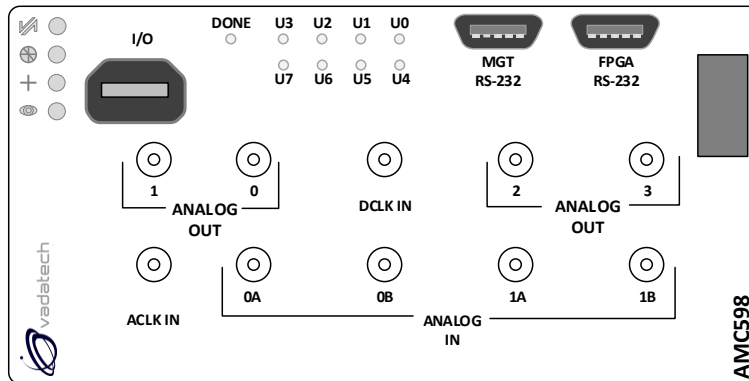 I/O
DONE U3 U2 U1 U0
U7 U6 U5 U4
MGT
RS-232
FPGA
RS-232
1 0
ANALOG
OUT
DCLK IN
2 3
ANALOG
OUT
ACLK IN
0A 0B 1A 1B
ANALOG
IN
vadatech
AMC598